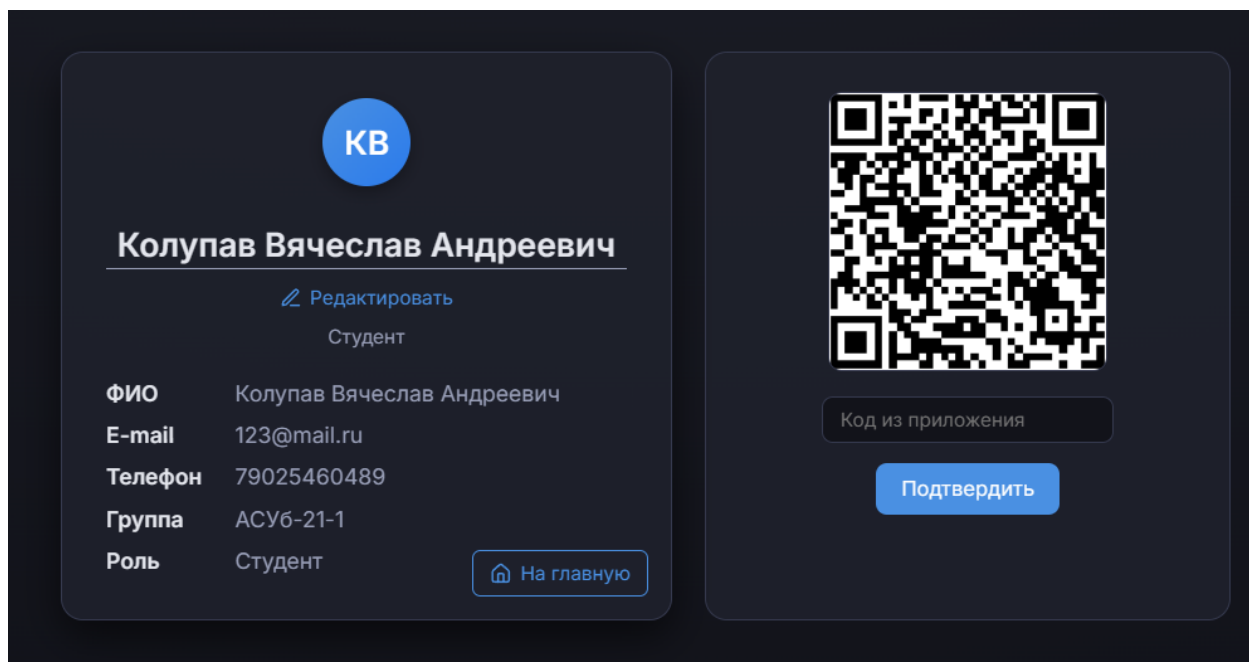 КВ
Колупав Вячеслав Андреевич
Редактировать
Студент
ФИО Колупав Вячеслав Андреевич
E-mail 123@mail.ru
Телефон 79025460489
Группа АСУб-21-1
Роль Студент
На главную
Код из приложения
Подтвердить